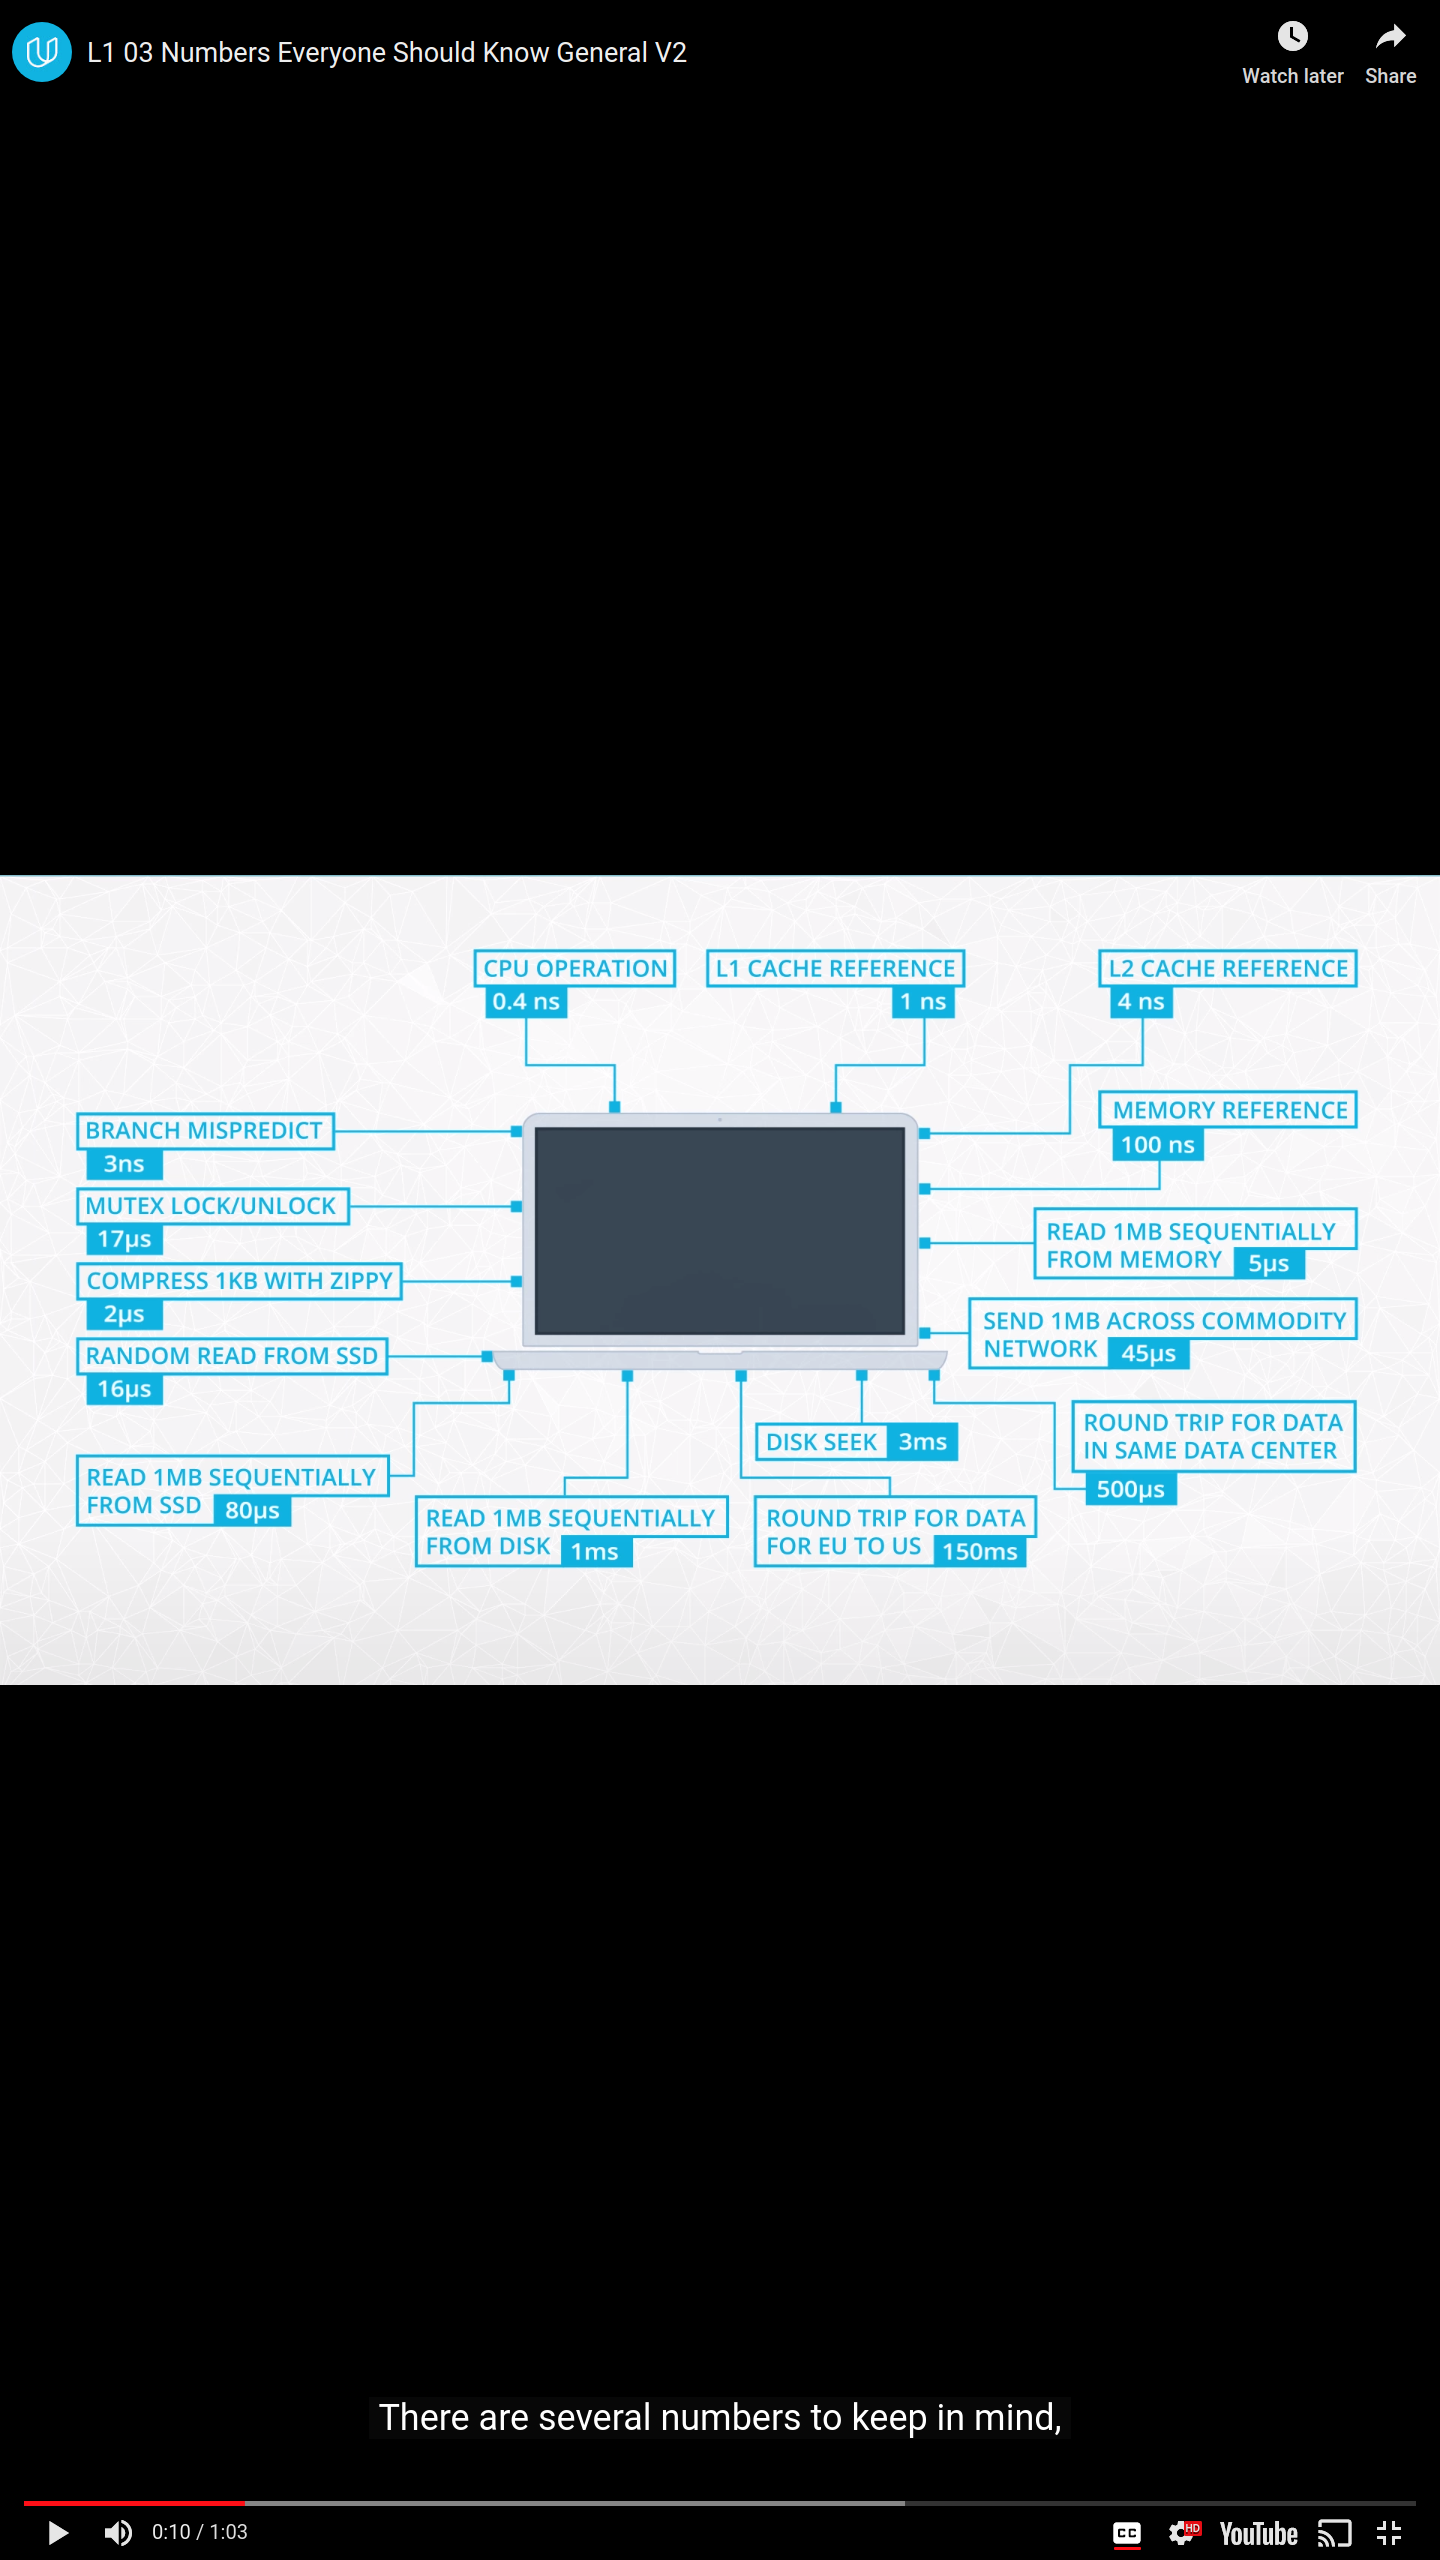 L1 03 Numbers Everyone Should Know General V2
Watch later
Share
CPU OPERATION
0.4 ns
L1 CACHE REFERENCE
1 ns
L2 CACHE REFERENCE
4 ns
MEMORY REFERENCE
100 ns
BRANCH MISPREDICT
3ns
MUTEX LOCK/UNLOCK
17µs
COMPRESS 1KB WITH ZIPPY
2µs
RANDOM READ FROM SSD
16µs
READ 1MB SEQUENTIALLY
FROM MEMORY 5µs
SEND 1MB ACROSS COMMODITY
NETWORK 45µs
READ 1MB SEQUENTIALLY
FROM SSD 80µs
READ 1MB SEQUENTIALLY
FROM DISK 1ms
DISK SEEK 3ms
ROUND TRIP FOR DATA
FOR EU TO US 150ms
ROUND TRIP FOR DATA
IN SAME DATA CENTER
500µs
There are several numbers to keep in mind,
0:10 / 1:03
CC
HD
YouTube